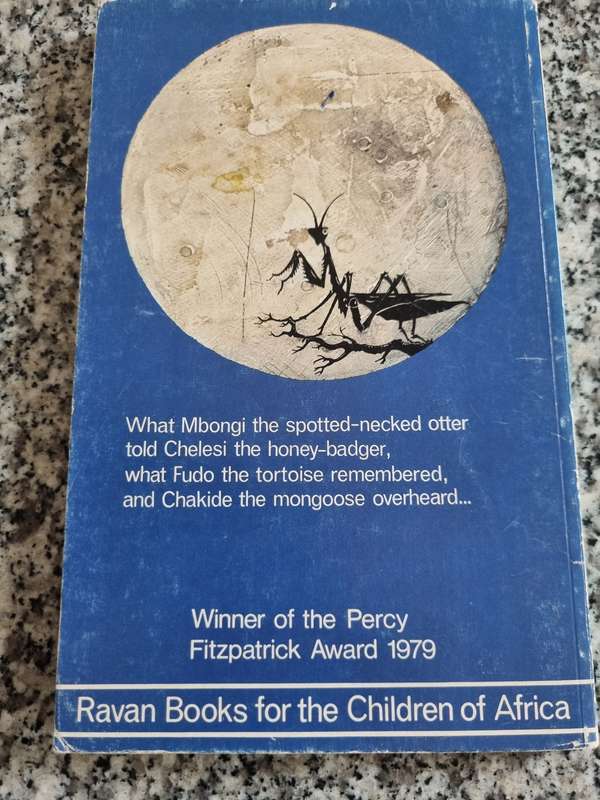 What Mbongi the spotted-necked otter
told Chelesi the honey-badger,
what Fudo the tortoise remembered,
and Chakide the mongoose overheard...
Winner of the Percy
Fitzpatrick Award 1979
Ravan Books for the Children of Africa